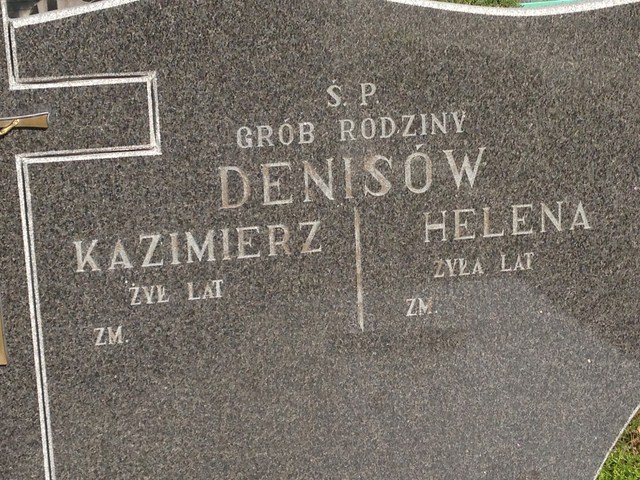 Ś. P.
GRÓB RODZINY
DENISÓW
KAZIMIERZ
ŻYŁ LAT
ZM.
HELENA
ŻYŁA LAT
ZM.